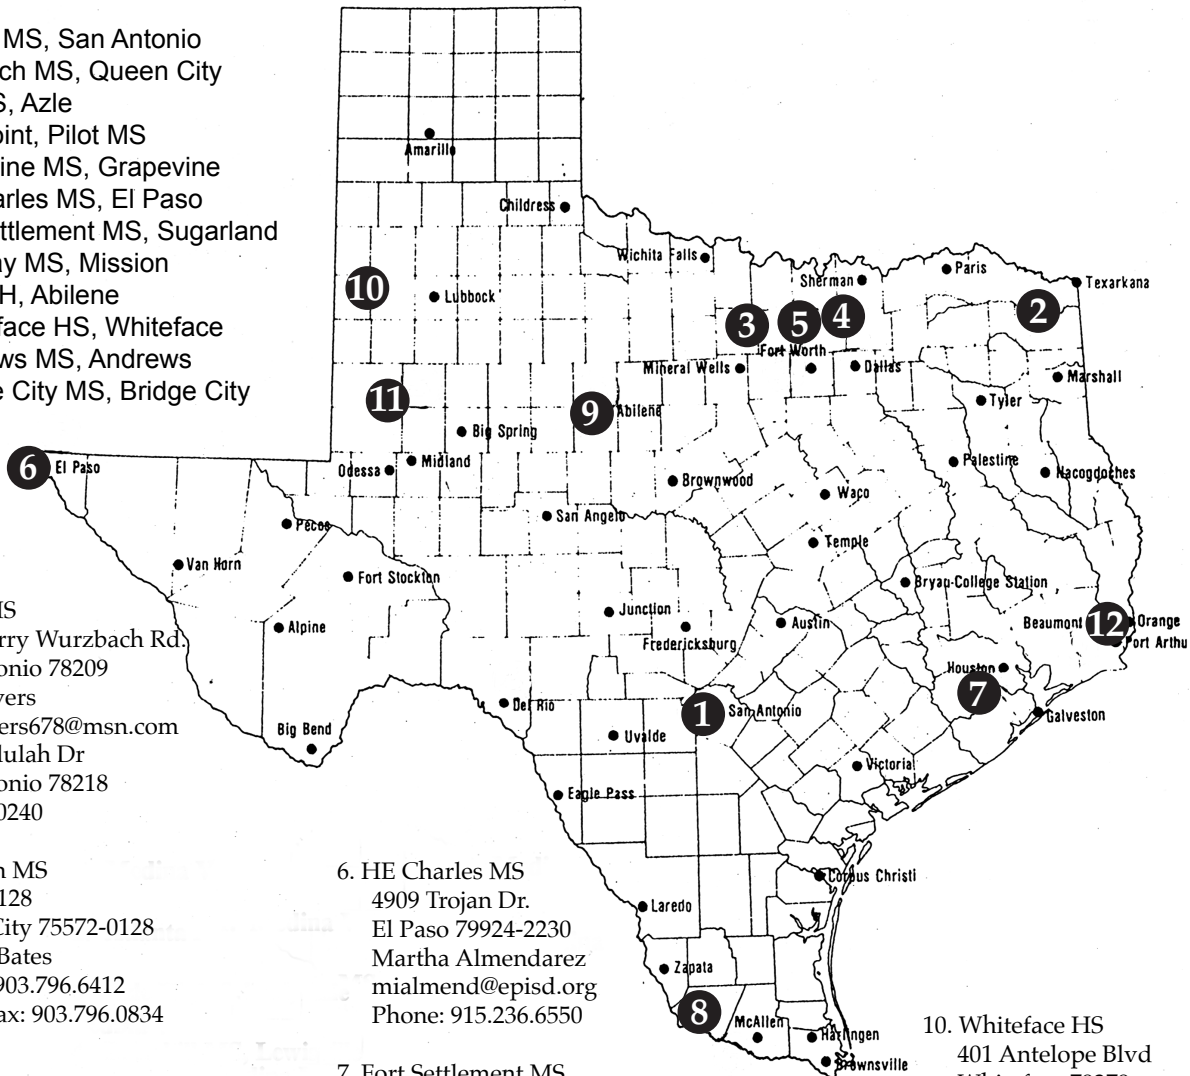 MS, San Antonio
ch MS, Queen City
S, Azle
oint, Pilot MS
ine MS, Grapevine
arles MS, El Paso
ttlement MS, Sugarland
ay MS, Mission
H, Abilene
face HS, Whiteface
ws MS, Andrews
e City MS, Bridge City
Amarillo
Childress
Wichita Falls
Sherman
Paris
Texarkana
10
Lubbock
3
5
4
2
Fort Worth
Mineral Wells
Dallas
Marshall
11
9
Abilene
Tyler
Big Spring
6
El Paso
Odessa
Midland
Brownwood
Palestine
Nacogdoches
Waco
Pecos
San Angelo
Temple
Van Horn
Fort Stockton
Bryan-College Station
Junction
Alpine
Fredericksburg
Austin
Beaumont
12
Orange
Port Arthu
Houston
7
Del Rio
1
San Antonio
Galveston
Big Bend
Uvalde
Victoria
Eagle Pass
Corpus Christi
Laredo
Zapata
8
McAllen
Harlingen
Brownsville
MS
rry Wurzbach Rd.
onio 78209
yers
ers678@msn.com
lulah Dr
onio 78218
0240
n MS
128
City 75572-0128
Bates
903.796.6412
ax: 903.796.0834
6. HE Charles MS
4909 Trojan Dr.
El Paso 79924-2230
Martha Almendarez
mialmend@episd.org
Phone: 915.236.6550
7. Fort Settlement MS
10. Whiteface HS
401 Antelope Blvd